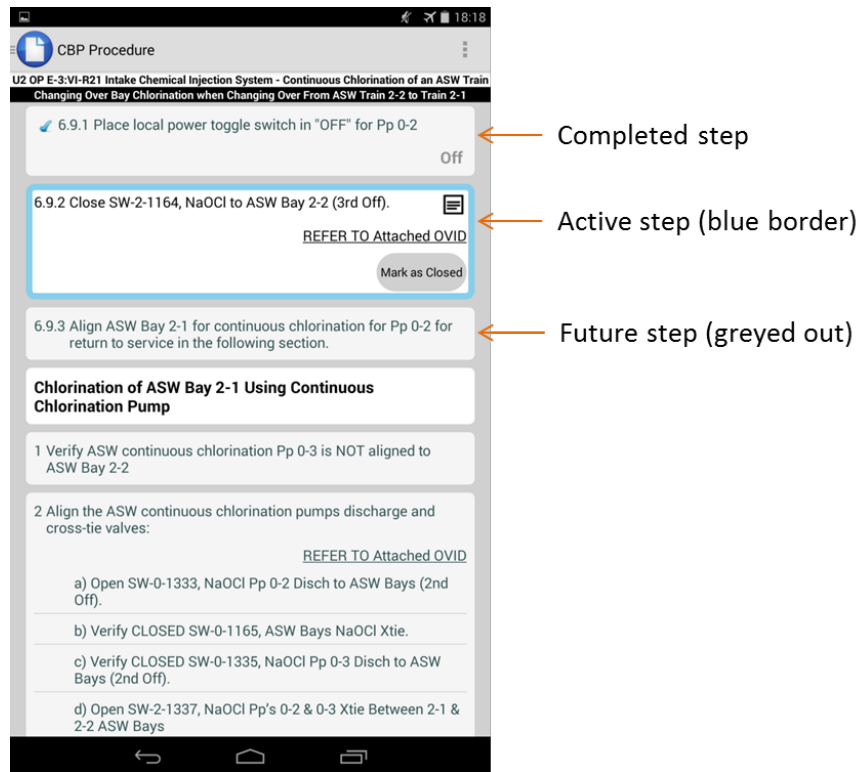 18:18
CBP Procedure
U2 OP E-3:VI-R21 Intake Chemical Injection System - Continuous Chlorination of an ASW Train
Changing Over Bay Chlorination when Changing Over From ASW Train 2-2 to Train 2-1
6.9.1 Place local power toggle switch in "OFF" for Pp 0-2
Off
Completed step
6.9.2 Close SW-2-1164, NaOCl to ASW Bay 2-2 (3rd Off).
REFER TO Attached OVID
Mark as Closed
Active step (blue border)
6.9.3 Align ASW Bay 2-1 for continuous chlorination for Pp 0-2 for
return to service in the following section.
Future step (greyed out)
Chlorination of ASW Bay 2-1 Using Continuous
Chlorination Pump
1 Verify ASW continuous chlorination Pp 0-3 is NOT aligned to
ASW Bay 2-2
2 Align the ASW continuous chlorination pumps discharge and
cross-tie valves:
REFER TO Attached OVID
a) Open SW-0-1333, NaOCl Pp 0-2 Disch to ASW Bays (2nd
Off).
b) Verify CLOSED SW-0-1165, ASW Bays NaOCl Xtie.
c) Verify CLOSED SW-0-1335, NaOCl Pp 0-3 Disch to ASW
Bays (2nd Off).
d) Open SW-2-1337, NaOCl Pp's 0-2 & 0-3 Xtie Between 2-1 &
2-2 ASW Bays